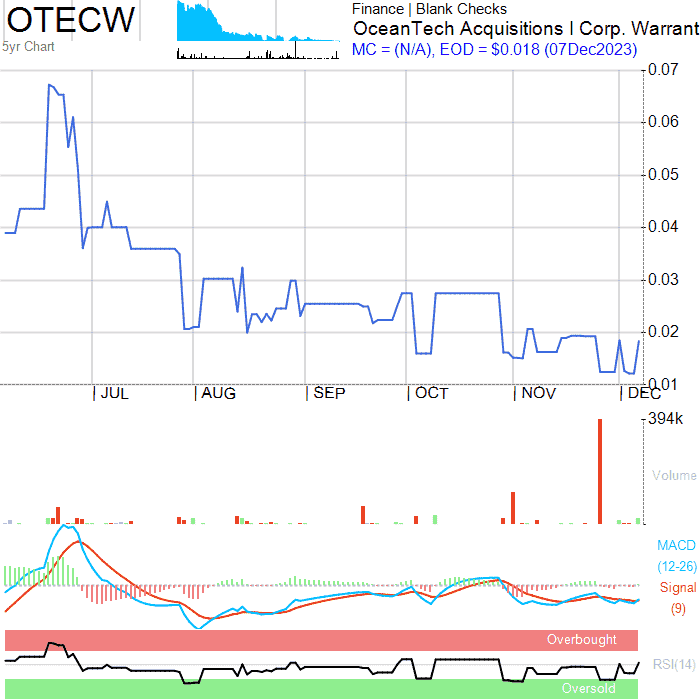 OTECW
5yr Chart
Finance | Blank Checks
OceanTech Acquisitions I Corp. Warrant
MC = (N/A), EOD = $0.018 (07Dec2023)
0.07
0.06
0.05
0.04
0.03
0.02
0.01
JUL
AUG
SEP
OCT
NOV
DEC
394k
Volume
MACD
(12-26)
Signal
(9)
Overbought
RSI(14)
Oversold